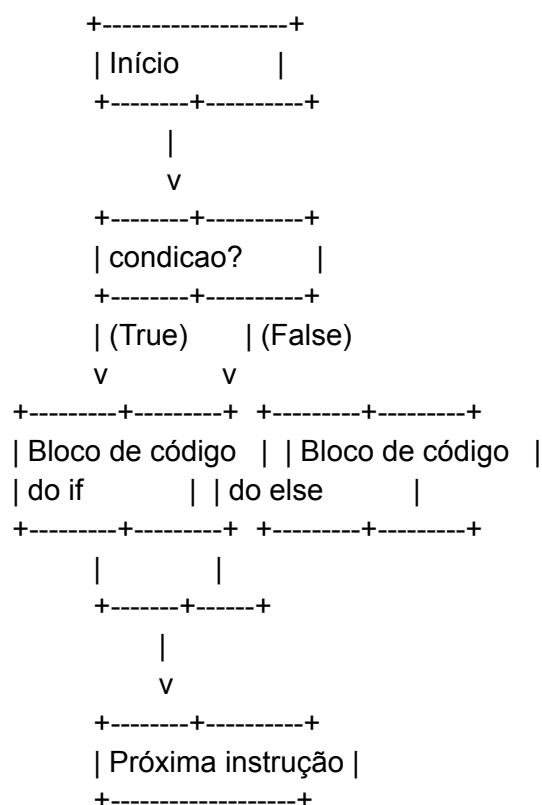 +-------------------+
| Início |
+--------+----------+
|
v
+--------+----------+
| condicao? |
+--------+----------+
| (True) | (False)
v v
+---------+---------+ +---------+---------+
| Bloco de código | | Bloco de código |
| do if | | do else |
+---------+---------+ +---------+---------+
| |
+-------+------+
|
v
+--------+----------+
| Próxima instrução |
+-------------------+